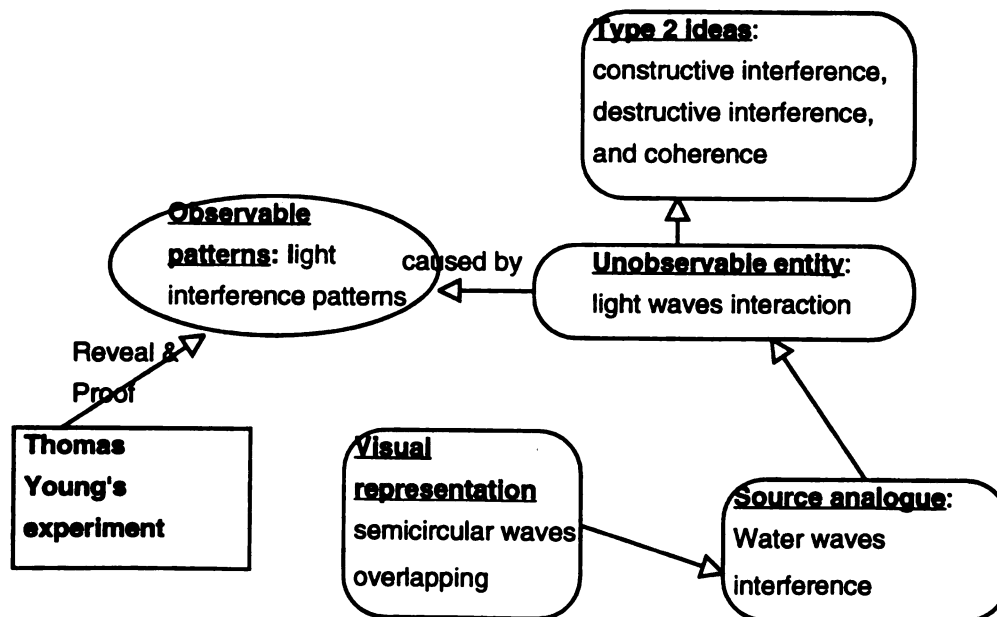 Type 2 ideas:
constructive interference,
destructive interference,
and coherence
Observable
patterns: light
interference patterns
caused by
Unobservable entity:
light waves interaction
Reveal &
Proof
Thomas
Young's
experiment
Visual
representation
semicircular waves
overlapping
Source analogue:
Water waves
interference